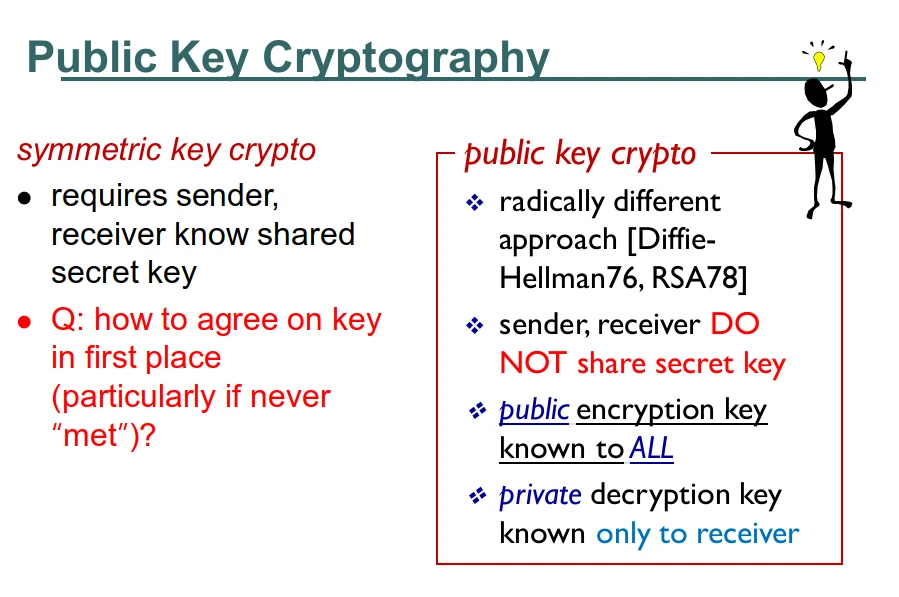 Public Key Cryptography
symmetric key crypto
● requires sender,
receiver know shared
secret key
● Q: how to agree on key
in first place
(particularly if never
“met”)?
public key crypto
❖ radically different
approach [Diffie-
Hellman76, RSA78]
❖ sender, receiver DO
NOT share secret key
❖ public encryption key
known to ALL
❖ private decryption key
known only to receiver